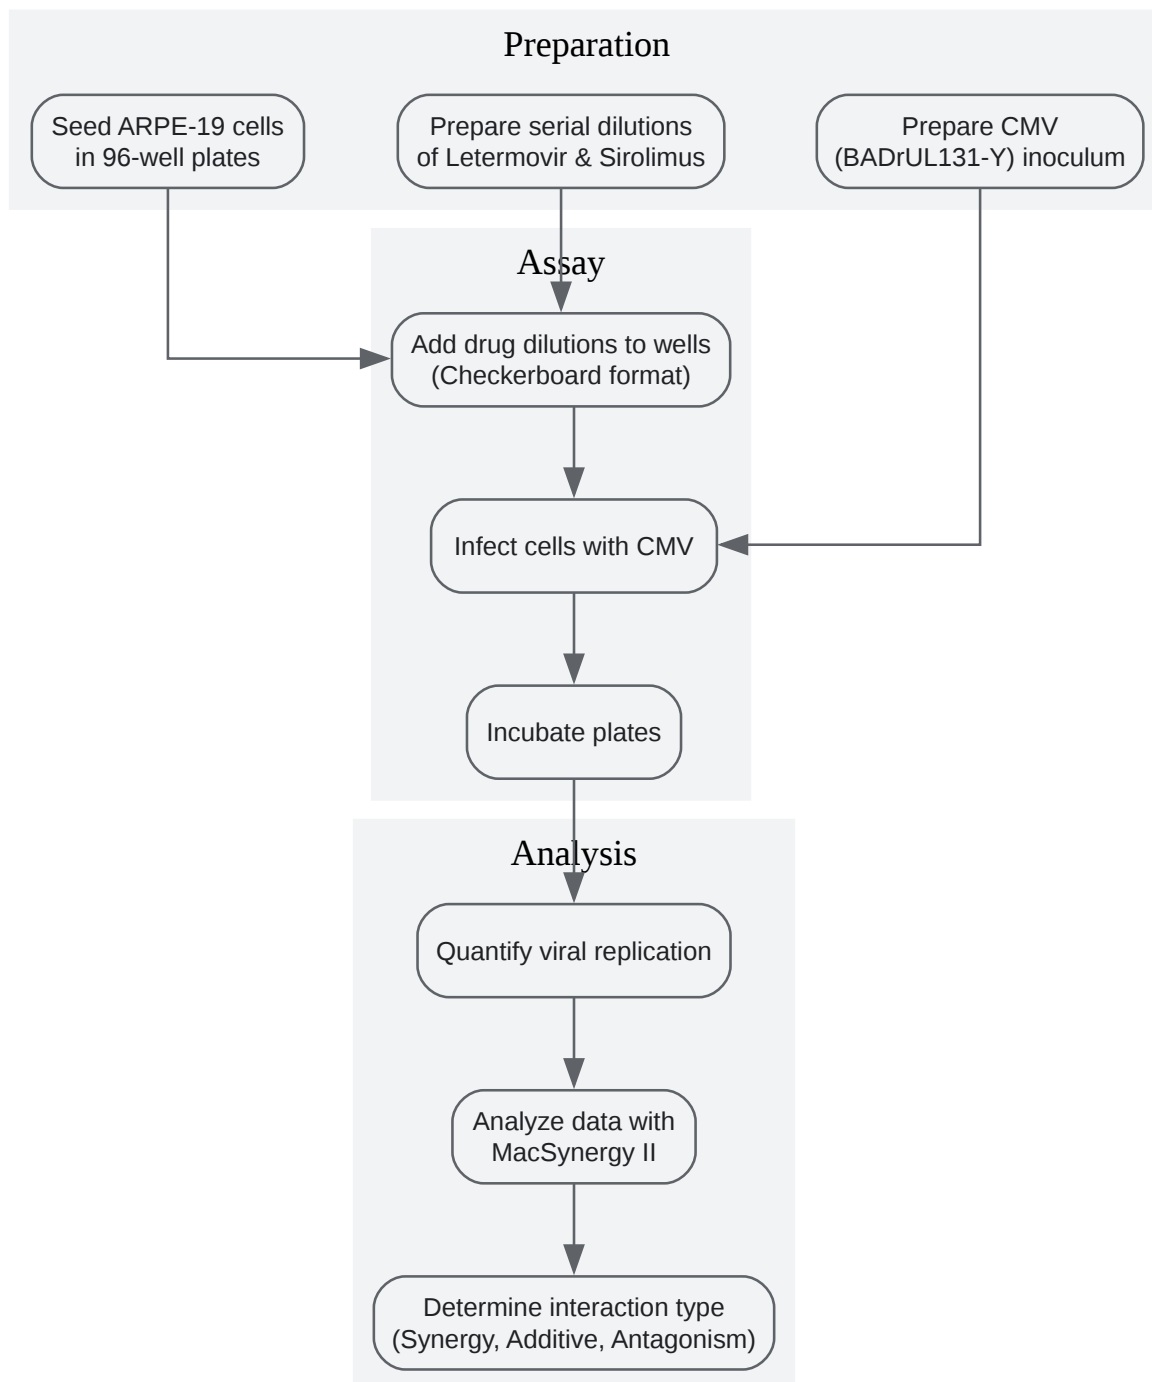 Preparation
Seed ARPE-19 cells
in 96-well plates
Prepare serial dilutions
of Letermovir & Sirolimus
Prepare CMV
(BADrUL131-Y) inoculum
Assay
Add drug dilutions to wells
(Checkerboard format)
Infect cells with CMV
Incubate plates
Analysis
Quantify viral replication
Analyze data with
MacSynergy II
Determine interaction type
(Synergy, Additive, Antagonism)